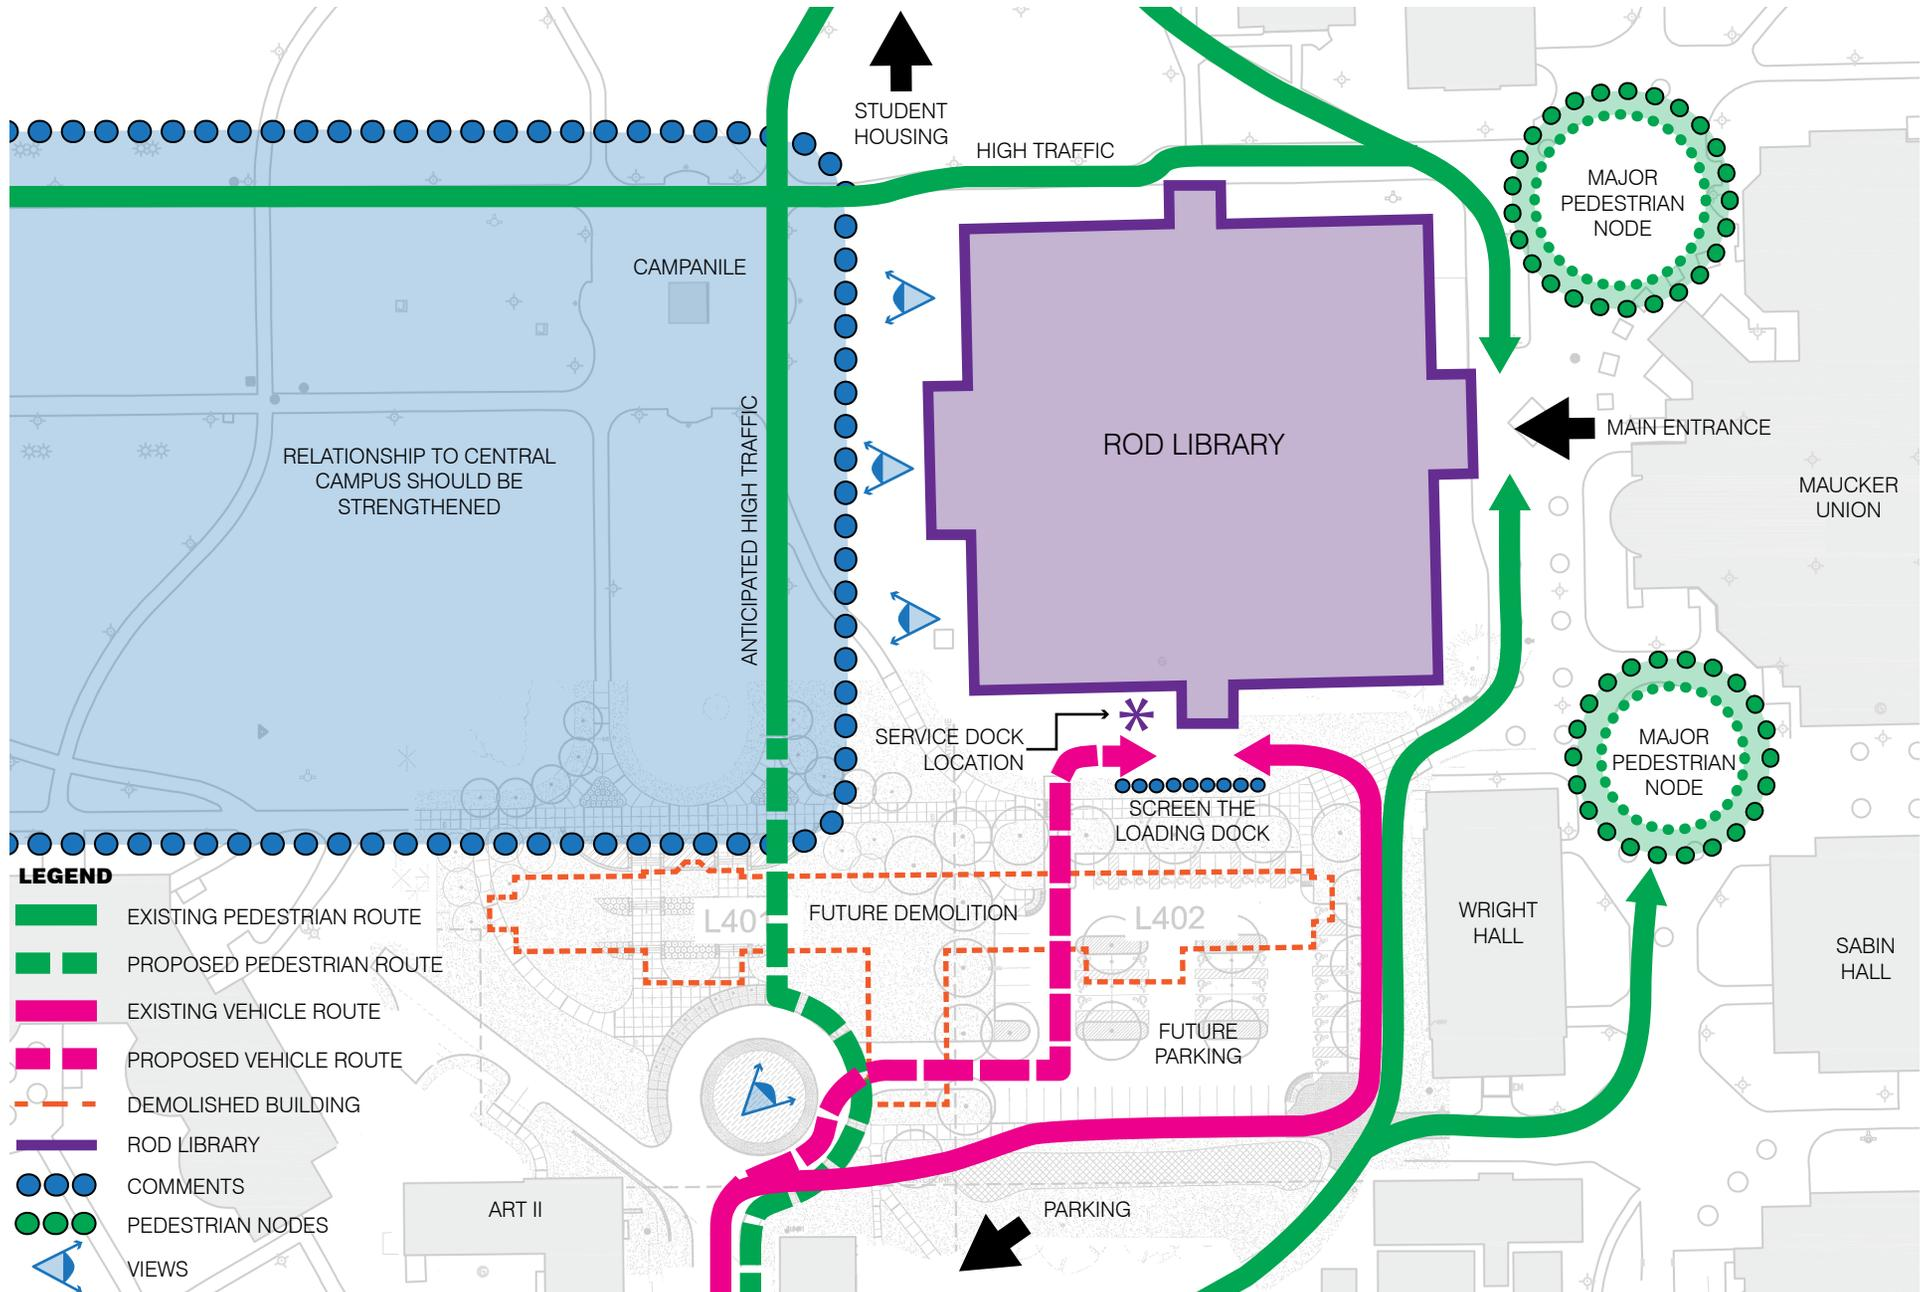 STUDENT
HOUSING
HIGH TRAFFIC
MAJOR
PEDESTRIAN
NODE
CAMPANILE
RELATIONSHIP TO CENTRAL
CAMPUS SHOULD BE
STRENGTHENED
ANTICIPATED HIGH TRAFFIC
ROD LIBRARY
MAIN ENTRANCE
MAUCKER
UNION
SERVICE DOCK
LOCATION
MAJOR
PEDESTRIAN
NODE
SCREEN THE
LOADING DOCK
L401
FUTURE DEMOLITION
L402
WRIGHT
HALL
SABIN
HALL
FUTURE
PARKING
ART II
PARKING
LEGEND
EXISTING PEDESTRIAN ROUTE
PROPOSED PEDESTRIAN ROUTE
EXISTING VEHICLE ROUTE
PROPOSED VEHICLE ROUTE
DEMOLISHED BUILDING
ROD LIBRARY
COMMENTS
PEDESTRIAN NODES
VIEWS